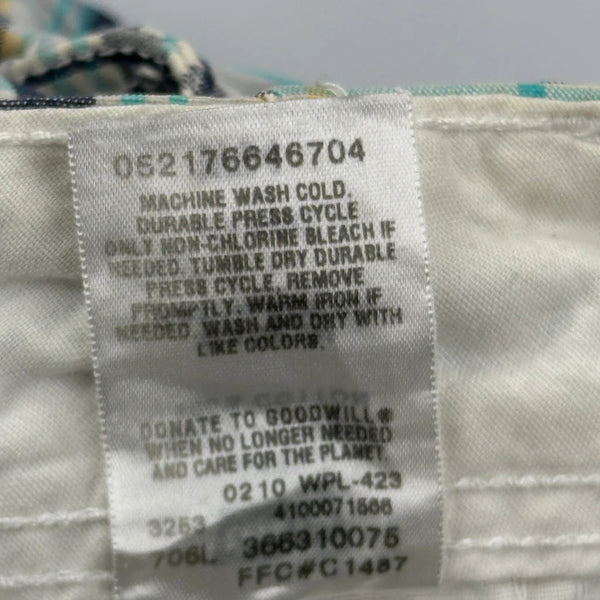 052176646704
MACHINE WASH COLD.
DURABLE PRESS CYCLE
ONLY NON-CHLORINE BLEACH IF
NEEDED. TUMBLE DRY DURABLE
PRESS CYCLE. REMOVE
PROMPTLY. WARM IRON IF
NEEDED. WASH AND DRY WITH
LIKE COLORS.
DONATE TO GOODWILL®
WHEN NO LONGER NEEDED
AND CARE FOR THE PLANET.
0210 WPL-423
3253 4100071566
706L 366310075
FFC#C1487